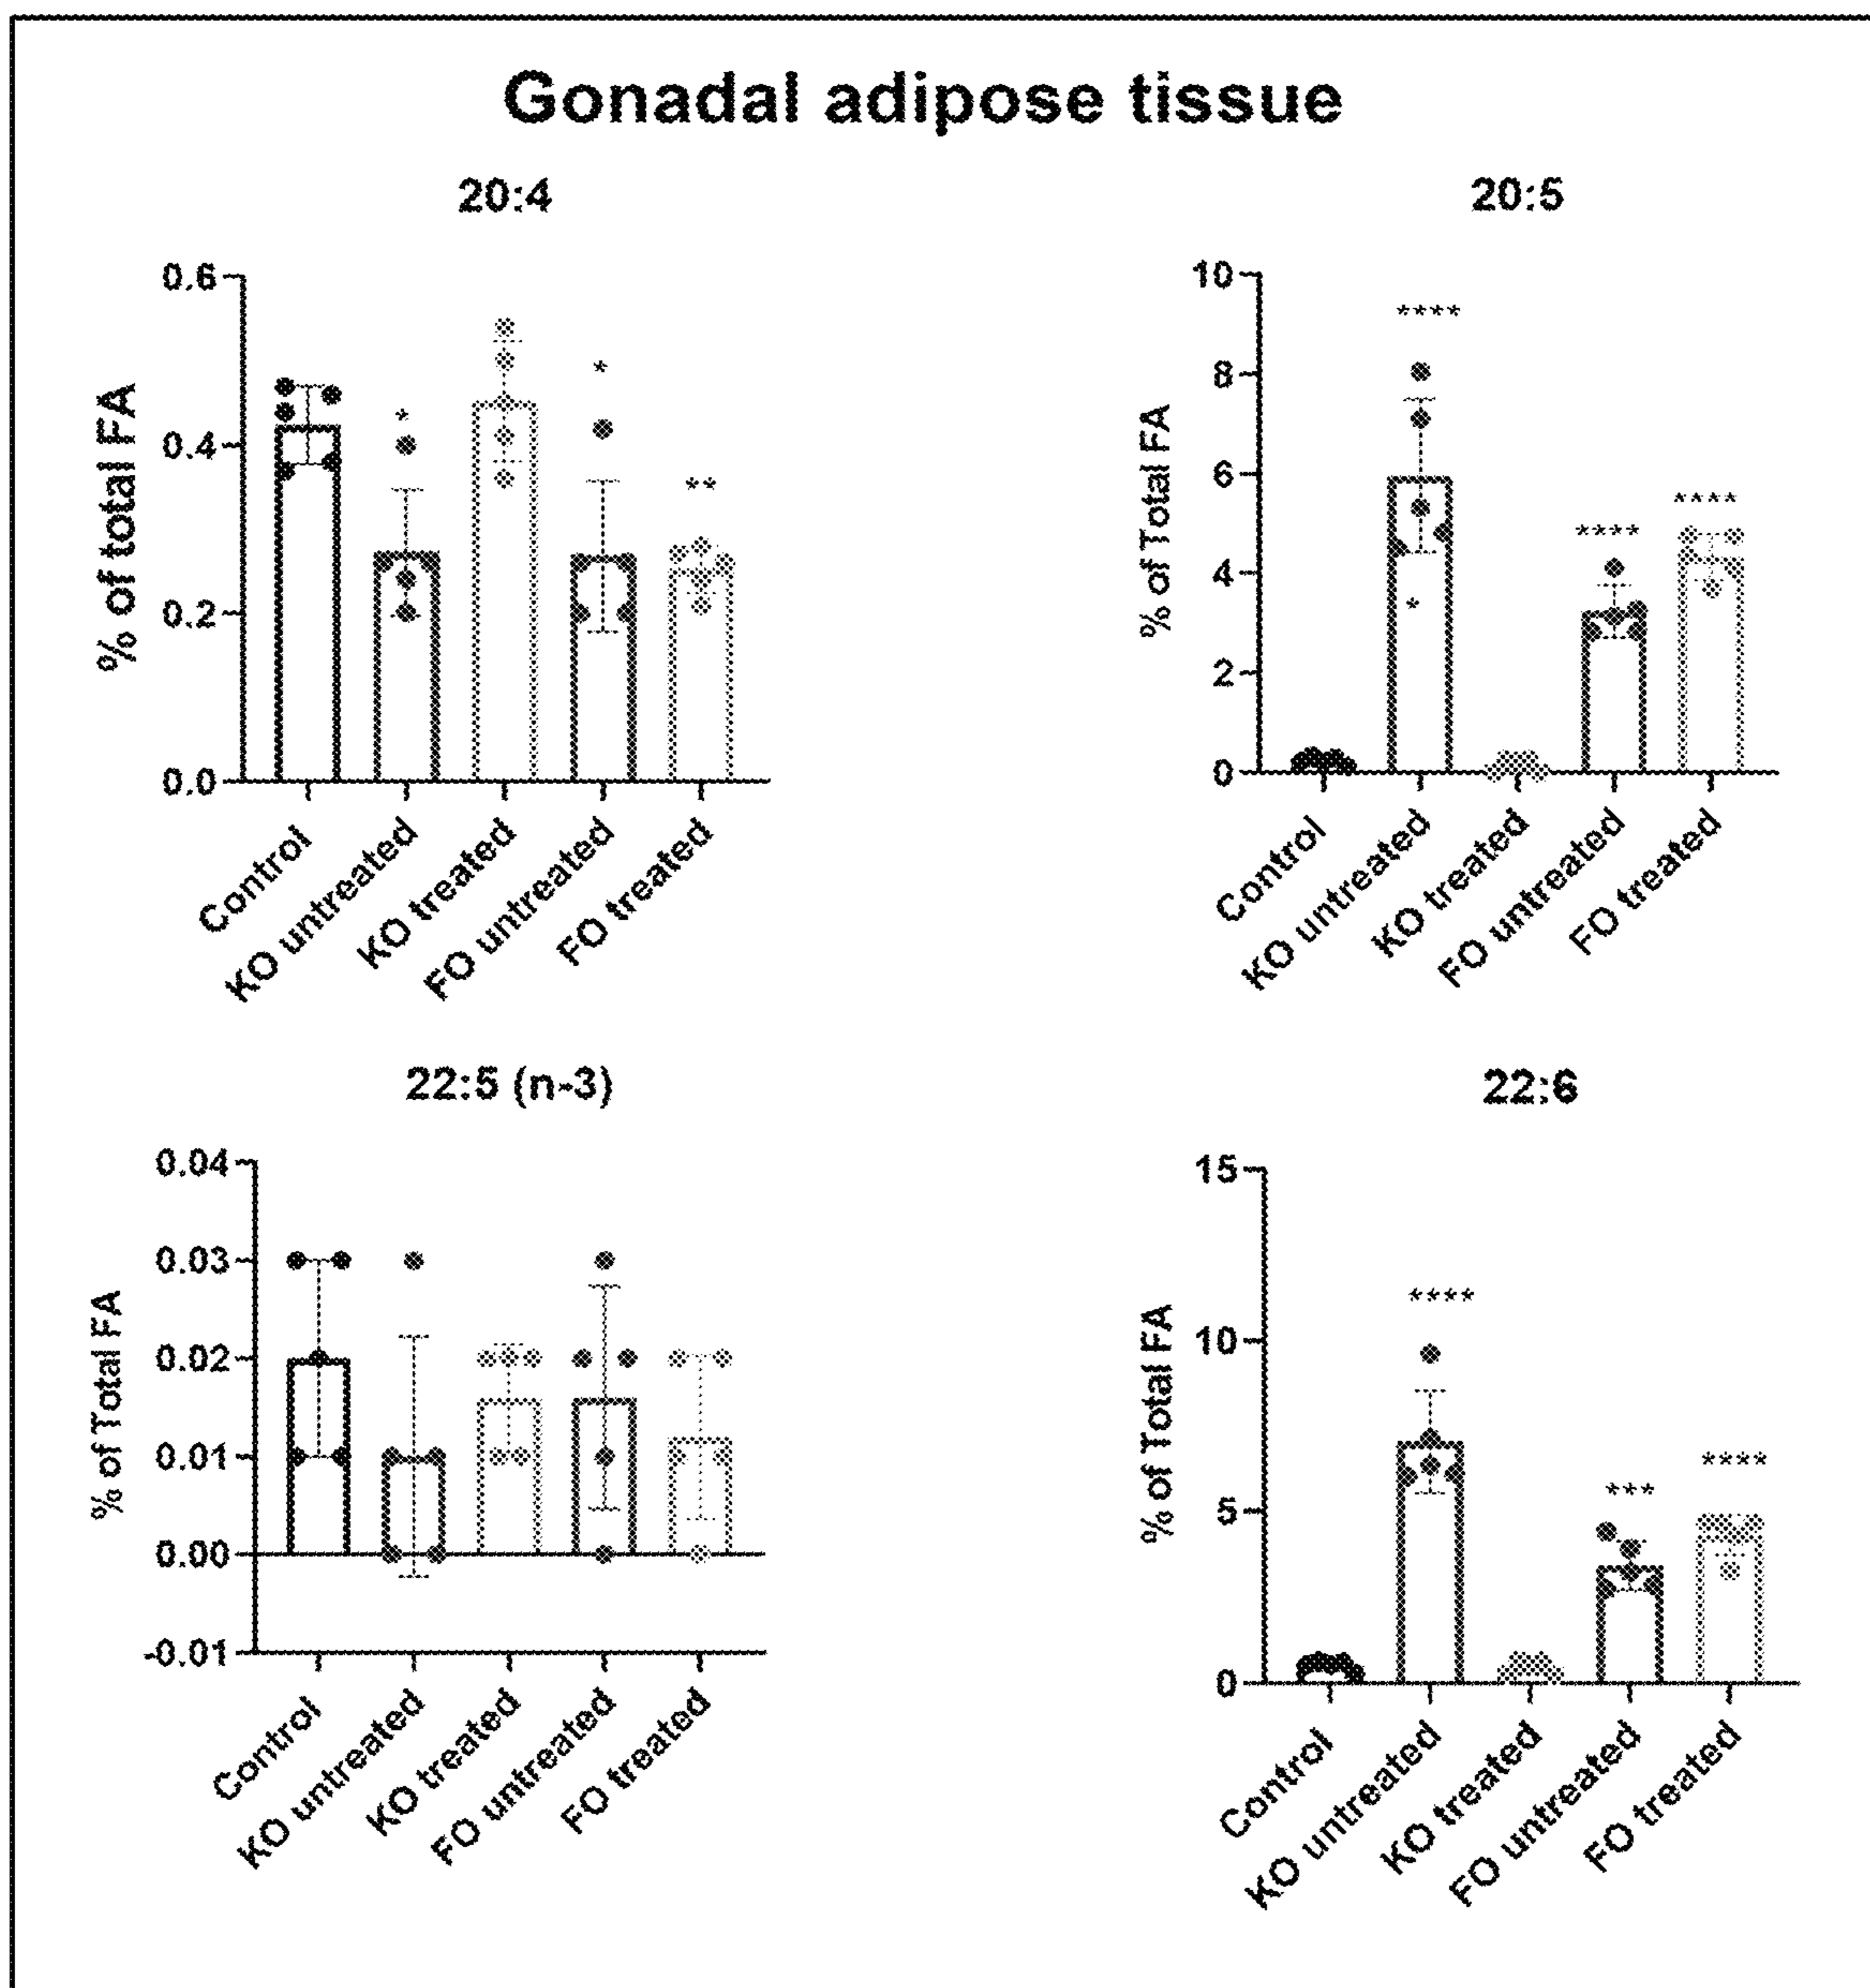 Gonadal adipose tissue
20:4
% of total FA
0.6
0.4
0.2
0.0
*
*
**
Control
KO untreated
KO treated
FO untreated
FO treated
20:5
% of Total FA
10
8
6
4
2
0
****
*
****
****
Control
KO untreated
KO treated
FO untreated
FO treated
22:5 (n-3)
% of Total FA
0.04
0.03
0.02
0.01
0.00
-0.01
Control
KO untreated
KO treated
FO untreated
FO treated
22:6
% of Total FA
15
10
5
0
****
***
****
Control
KO untreated
KO treated
FO untreated
FO treated